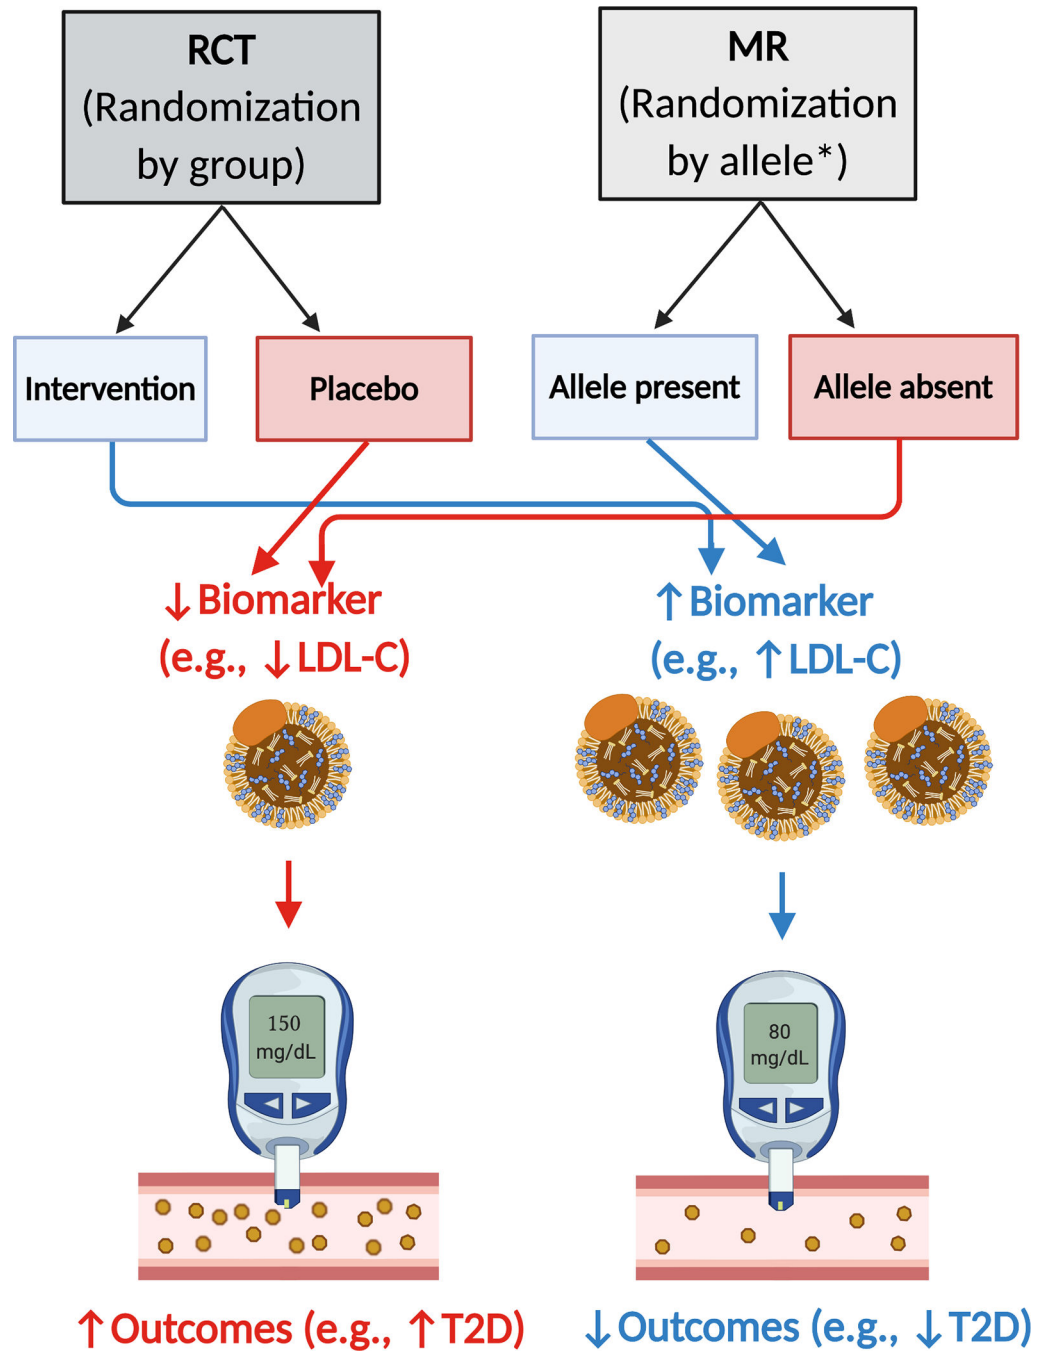 RCT
(Randomization
by group)
MR
(Randomization
by allele*)
Intervention
Placebo
Allele present
Allele absent
↓Biomarker
(e.g., ↓LDL-C)
↑Biomarker
(e.g., ↑LDL-C)
150
mg/dL
80
mg/dL
↑Outcomes (e.g., ↑T2D)
↓Outcomes (e.g., ↓T2D)